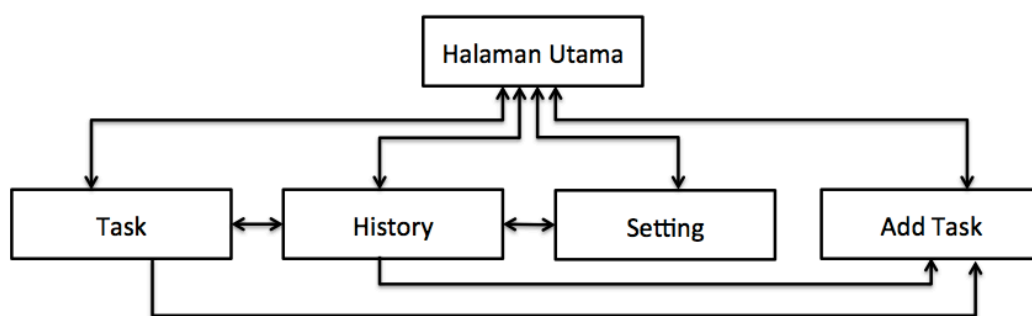 Halaman Utama
Task
History
Setting
Add Task